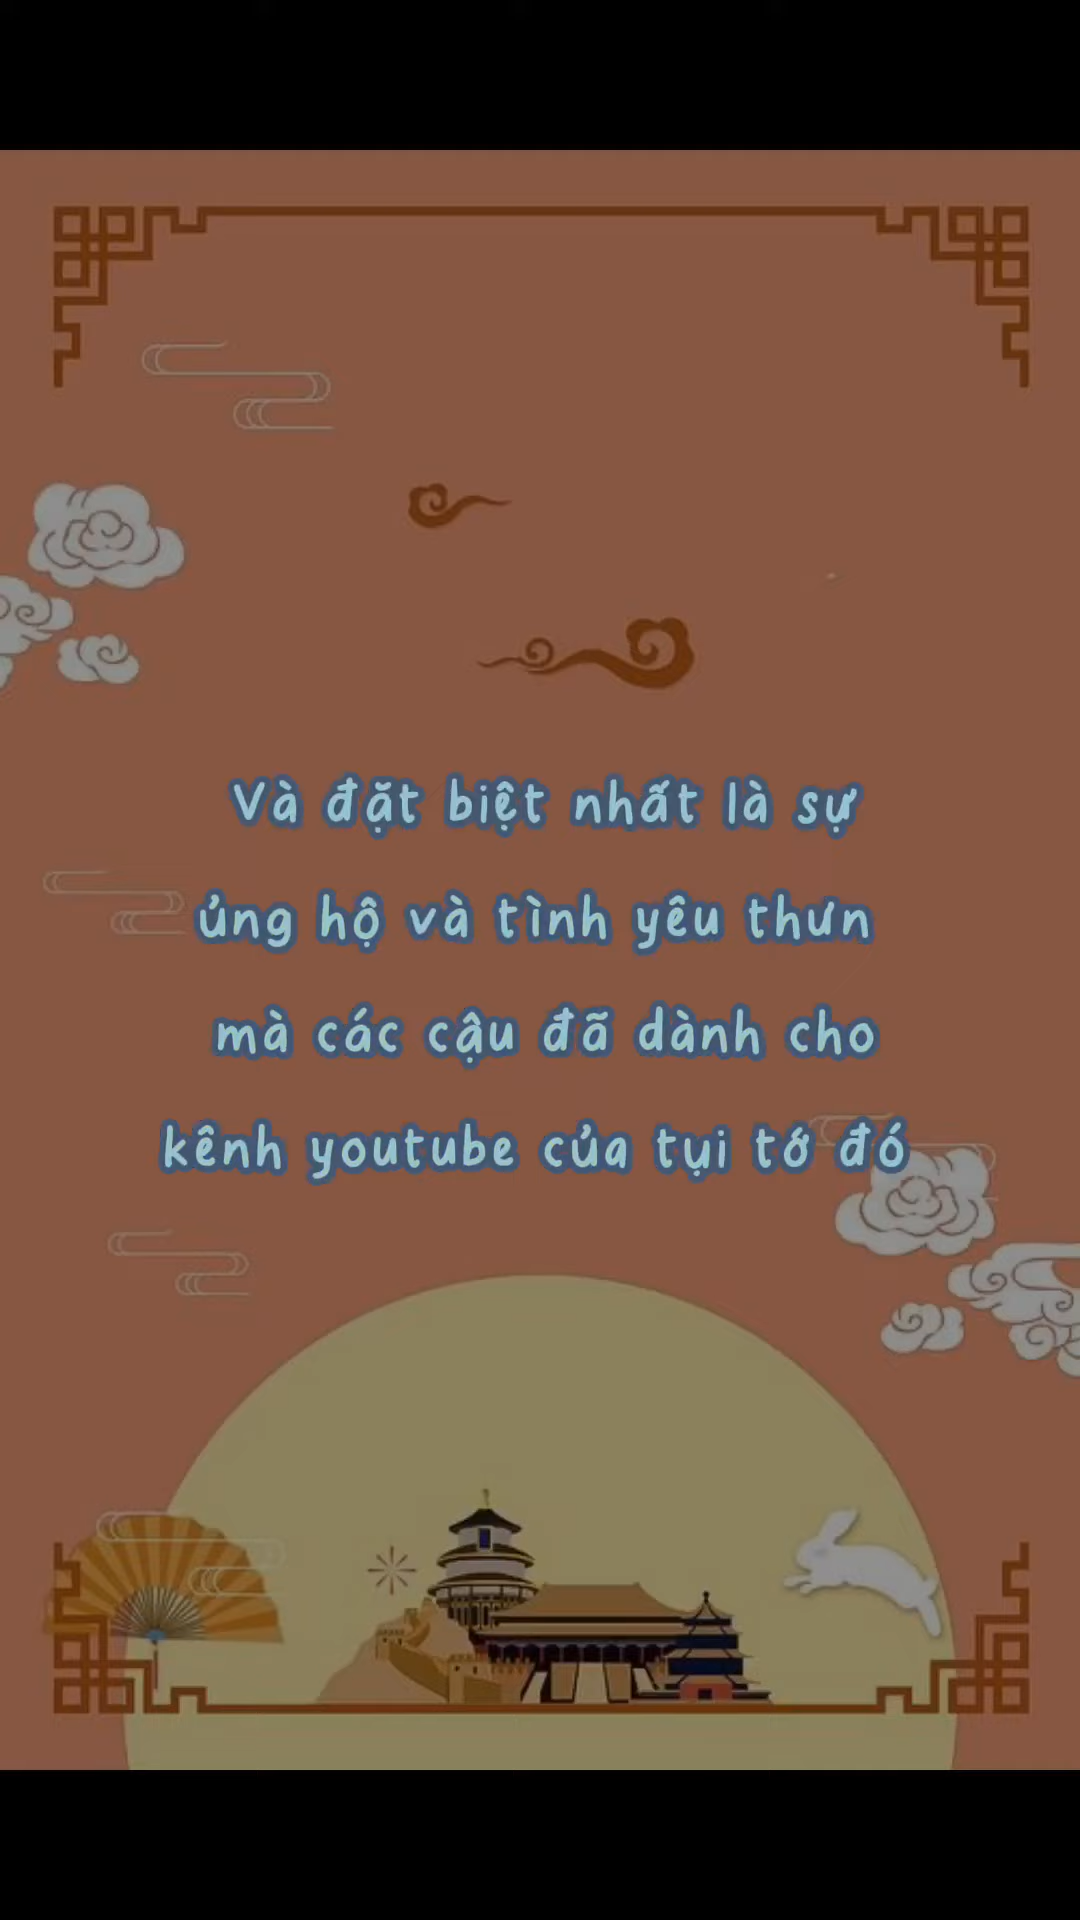 Và đặt biệt nhất là sự
ủng hộ và tình yêu thưn
mà các cậu đã dành cho
kênh youtube của tụi tớ đó